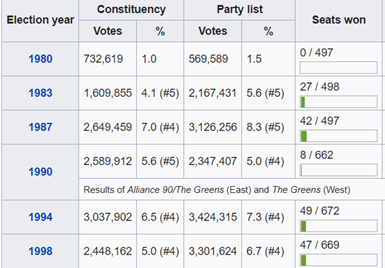 Election year Constituency Party list Seats won
Votes % Votes %
1980 732,619 1.0 569,589 1.5 0 / 497
1983 1,609,855 4.1 (#5) 2,167,431 5.6 (#5) 27 / 498
1987 2,649,459 7.0 (#4) 3,126,256 8.3 (#5) 42 / 497
1990 2,589,912 5.6 (#5) 2,347,407 5.0 (#4) 8 / 662
Results of Alliance 90/The Greens (East) and The Greens (West)
1994 3,037,902 6.5 (#4) 3,424,315 7.3 (#4) 49 / 672
1998 2,448,162 5.0 (#4) 3,301,624 6.7 (#4) 47 / 669